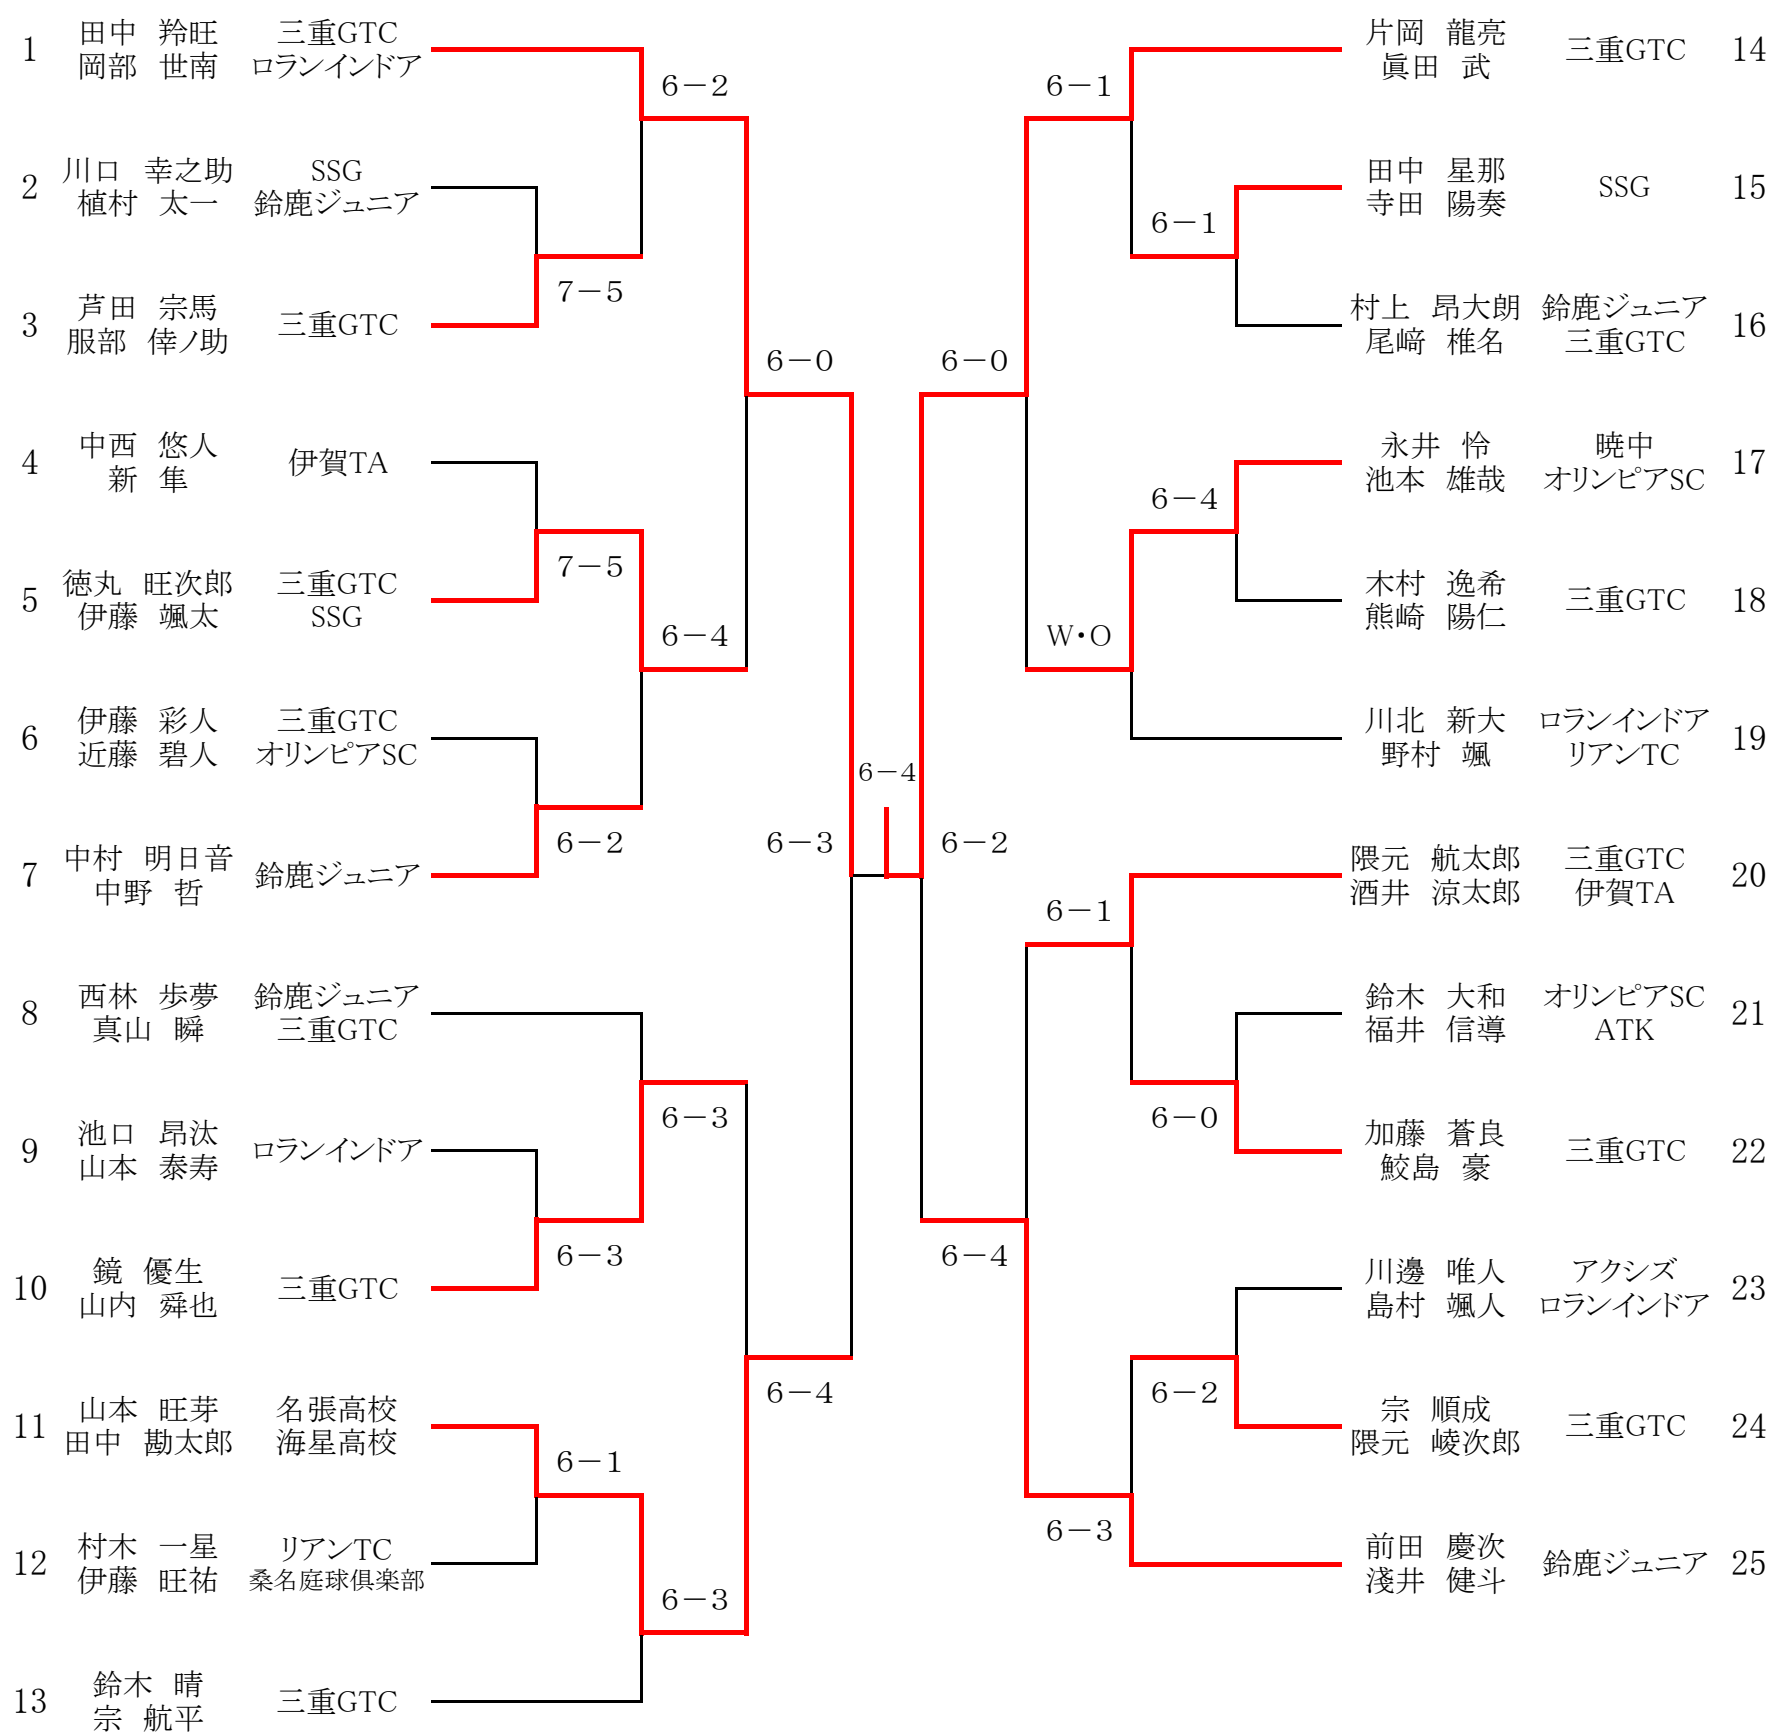 1 田中 羚旺 三重GTC
岡部 世南 ロランインドア
6-2
2 川口 幸之助 SSG
植村 太一 鈴鹿ジュニア
7-5
3 芦田 宗馬 三重GTC
服部 倖ノ助
6-0
4 中西 悠人 伊賀TA
新 隼
7-5
5 徳丸 旺次郎 三重GTC
伊藤 颯太 SSG
6-4
6 伊藤 彩人 三重GTC
近藤 碧人 オリンピアSC
6-2
7 中村 明日音 鈴鹿ジュニア
中野 哲
6-3
8 西林 歩夢 鈴鹿ジュニア
真山 瞬 三重GTC
6-3
9 池口 昂汰 ロランインドア
山本 泰寿
6-3
10 鏡 優生 三重GTC
山内 舜也
6-4
11 山本 旺芽 名張高校
田中 勘太郎 海星高校
6-1
12 村木 一星 リアンTC
伊藤 旺祐 桑名庭球倶楽部
6-3
13 鈴木 晴 三重GTC
宗 航平
6-4
片岡 龍亮 三重GTC 14
眞田 武
6-1
田中 星那 SSG 15
寺田 陽奏
6-1
村上 昂大朗 鈴鹿ジュニア 16
尾﨑 椎名 三重GTC
6-0
永井 怜 暁中 17
池本 雄哉 オリンピアSC
6-4
木村 逸希 三重GTC 18
熊崎 陽仁
W・O
川北 新大 ロランインドア 19
野村 颯 リアンTC
6-2
隈元 航太郎 三重GTC 20
酒井 涼太郎 伊賀TA
6-1
鈴木 大和 オリンピアSC 21
福井 信導 ATK
6-0
加藤 蒼良 三重GTC 22
鮫島 豪
6-4
川邊 唯人 アクシズ 23
島村 颯人 ロランインドア
6-2
宗 順成 三重GTC 24
隈元 崚次郎
6-3
前田 慶次 鈴鹿ジュニア 25
淺井 健斗